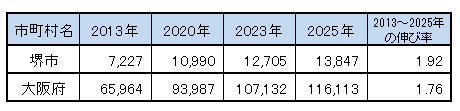 市町村名 2013年 2020年 2023年 2025年 2013～2025年の伸び率
堺市 7,227 10,990 12,705 13,847 1.92
大阪府 65,964 93,987 107,132 116,113 1.76